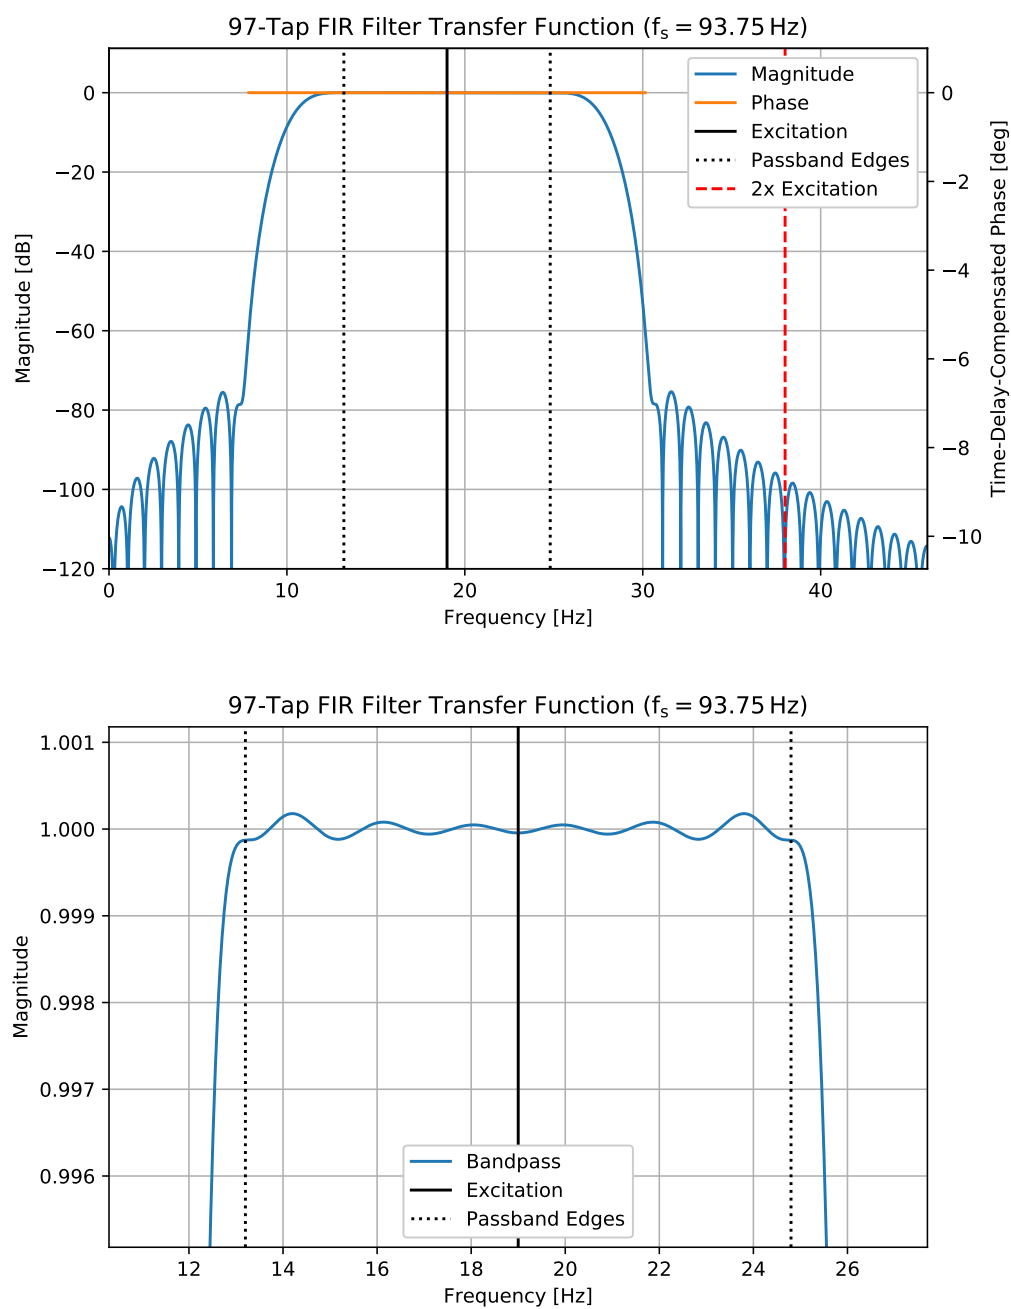 97-Tap FIR Filter Transfer Function (fₛ = 93.75 Hz)
Magnitude [dB]
0
−20
−40
−60
−80
−100
−120
Magnitude
Phase
Excitation
Passband Edges
2x Excitation
0
−2
−4
−6
−8
−10
Time-Delay-Compensated Phase [deg]
0 10 20 30 40
Frequency [Hz]
97-Tap FIR Filter Transfer Function (fₛ = 93.75 Hz)
Magnitude
1.001
1.000
0.999
0.998
0.997
0.996
Bandpass
Excitation
Passband Edges
12 14 16 18 20 22 24 26
Frequency [Hz]